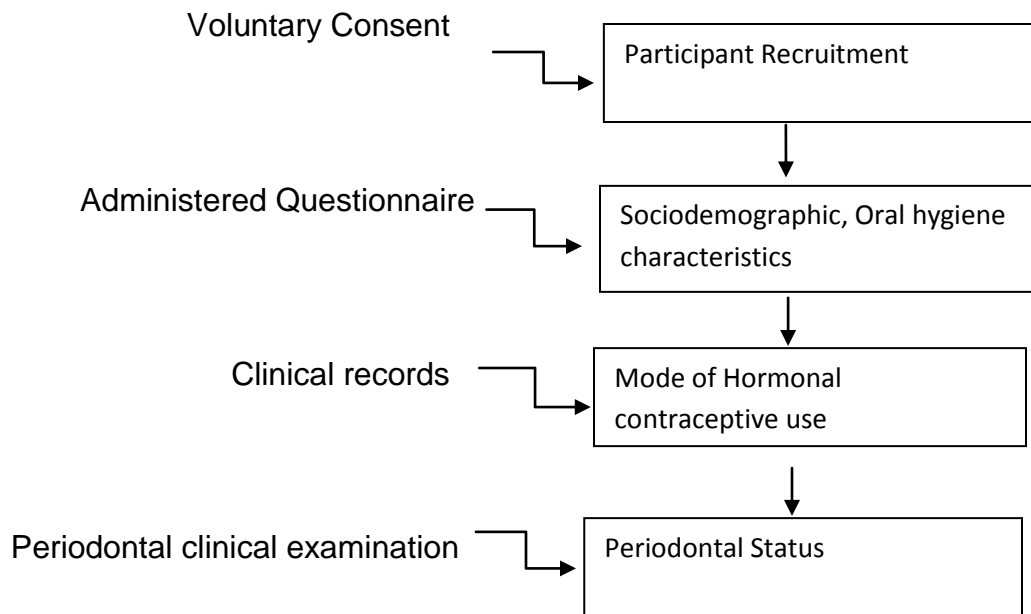 Voluntary Consent
Participant Recruitment
Administered Questionnaire
Sociodemographic, Oral hygiene
characteristics
Clinical records
Mode of Hormonal
contraceptive use
Periodontal clinical examination
Periodontal Status